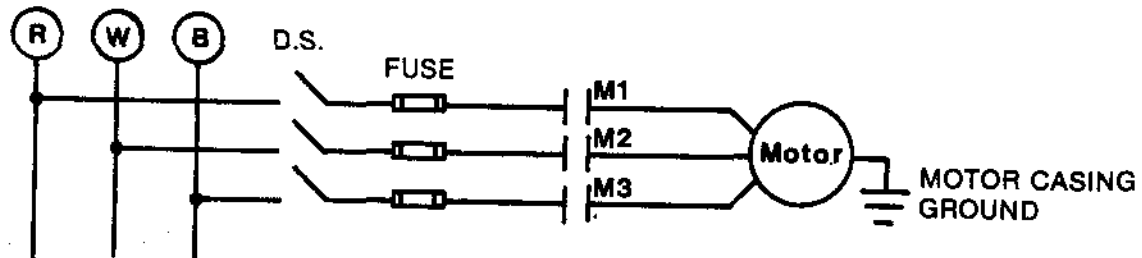 R W B
D.S.
FUSE
M1
M2
M3
Motor
MOTOR CASING
GROUND